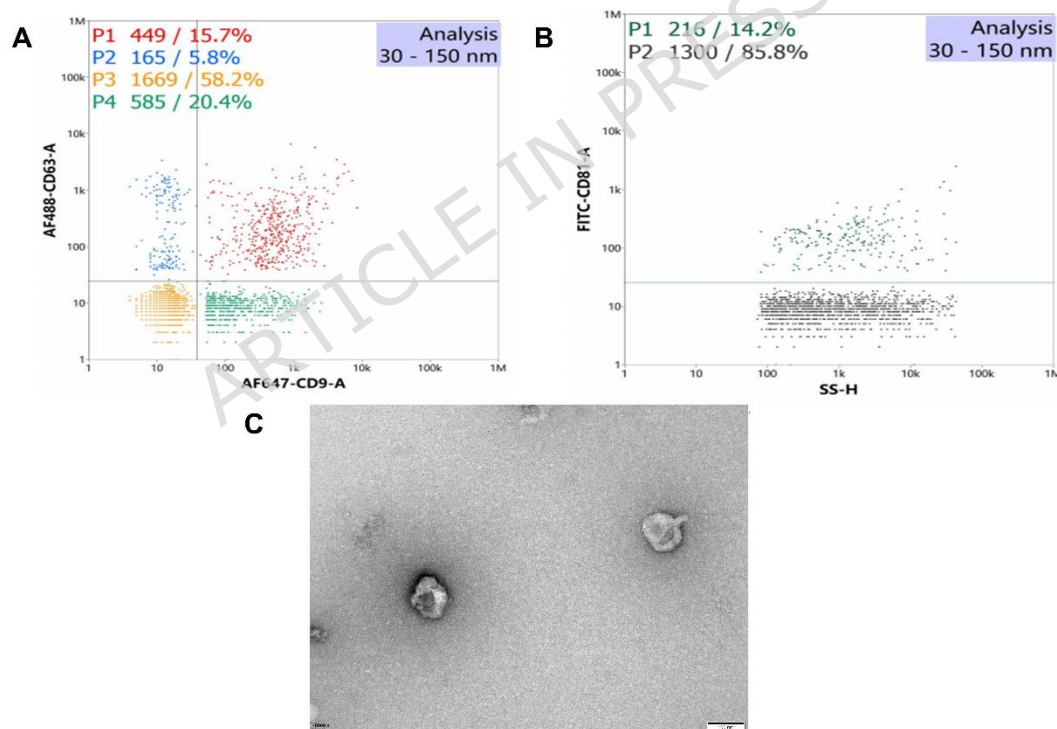 A
P1 449 / 15.7%
P2 165 / 5.8%
P3 1669 / 58.2%
P4 585 / 20.4%
Analysis
30 - 150 nm
1M
100k
10k
1k
100
10
1
AF488-CD63-A
1 10 100 1k 10k 100k 1M
AF647-CD9-A
B
P1 216 / 14.2%
P2 1300 / 85.8%
Analysis
30 - 150 nm
1M
100k
10k
1k
100
10
1
FITC-CD81-A
1 10 100 1k 10k 100k 1M
SS-H
ARTICLE IN PRESS
C